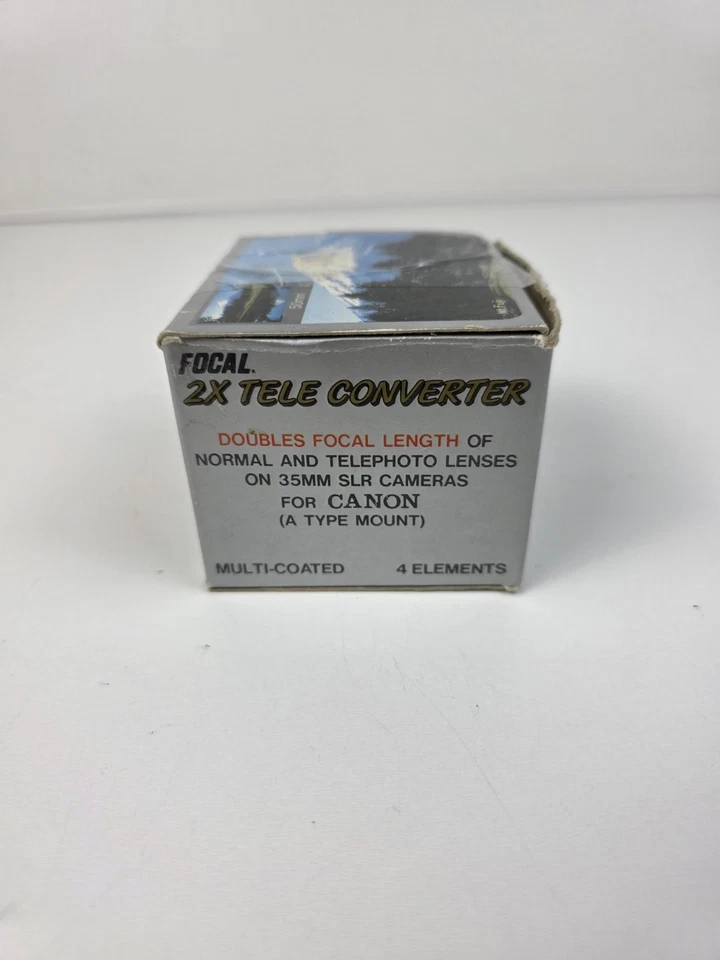 50mm
FOCAL.
2X TELE CONVERTER
DOUBLES FOCAL LENGTH OF
NORMAL AND TELEPHOTO LENSES
ON 35MM SLR CAMERAS
FOR CANON
(A TYPE MOUNT)
MULTI-COATED 4 ELEMENTS